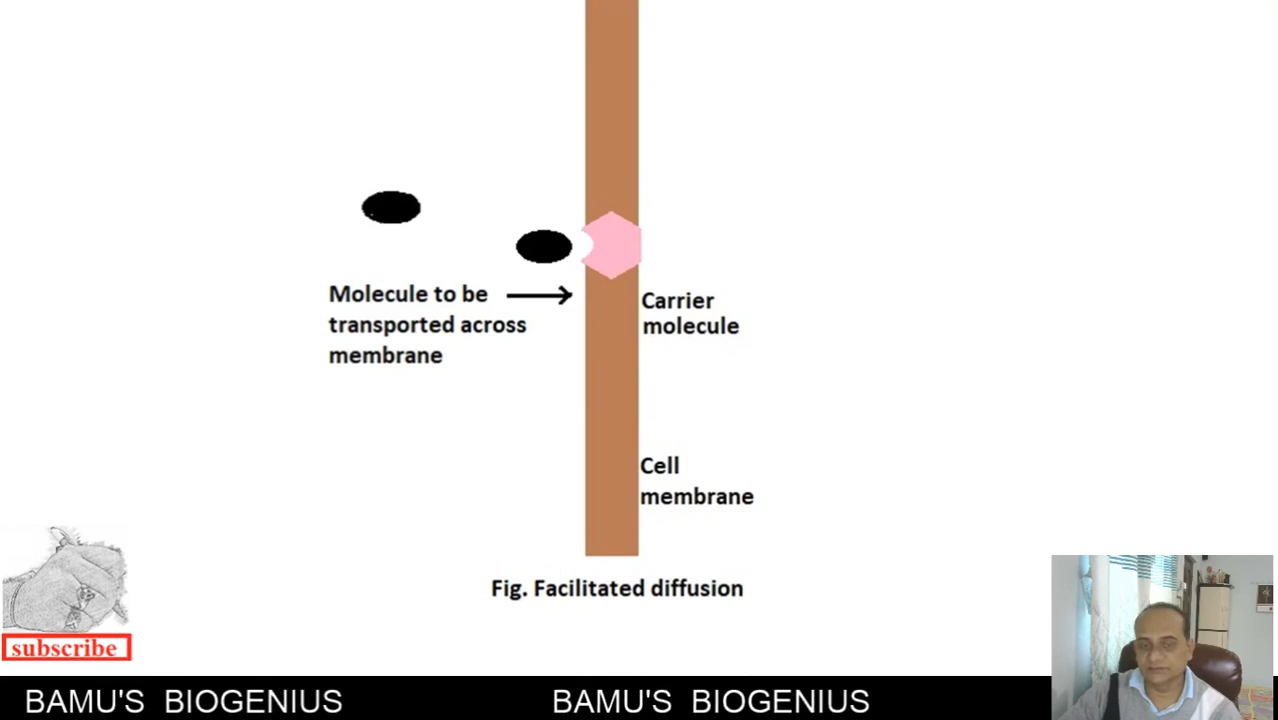 Molecule to be
transported across
membrane
Carrier
molecule
Cell
membrane
Fig. Facilitated diffusion
subscribe
BAMU'S BIOGENIUS
BAMU'S BIOGENIUS